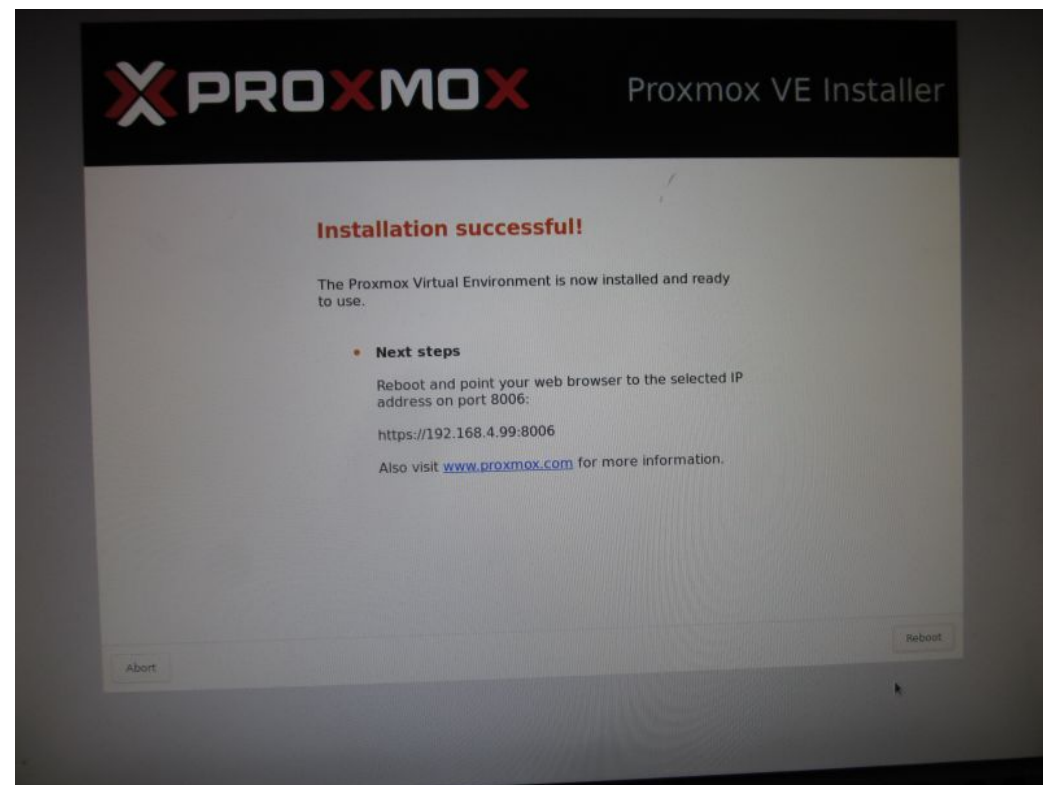 PROXMOX
Proxmox VE Installer
Installation successful!
The Proxmox Virtual Environment is now installed and ready
to use.
Next steps
Reboot and point your web browser to the selected IP
address on port 8006:
https://192.168.4.99:8006
Also visit www.proxmox.com for more information.
Abort
Reboot